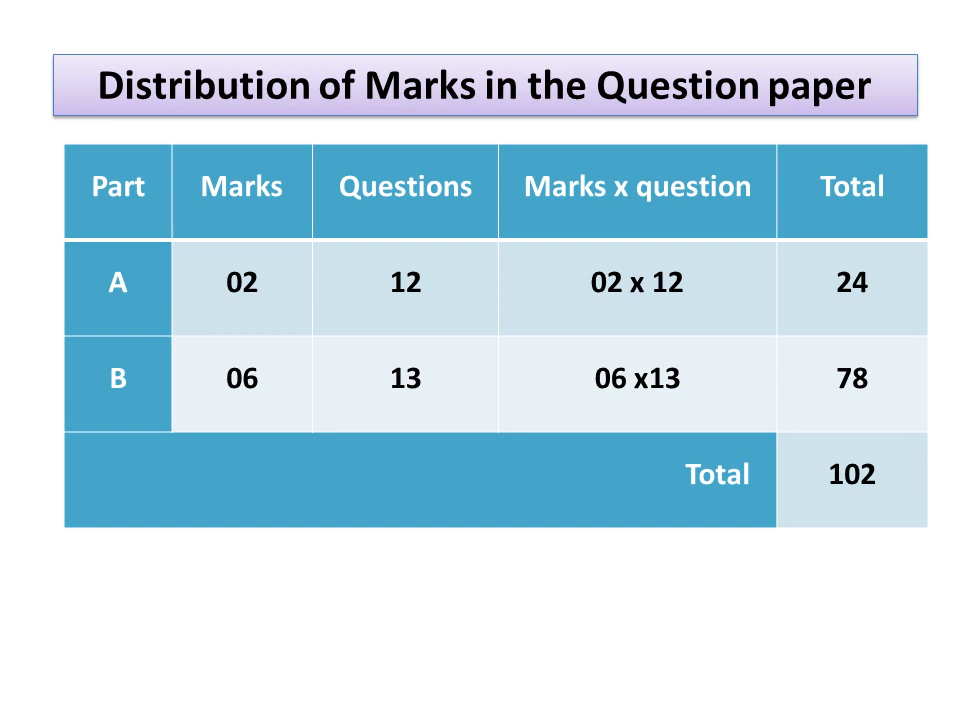 Distribution of Marks in the Question paper
Part Marks Questions Marks x question Total
A 02 12 02 x 12 24
B 06 13 06 x13 78
Total 102